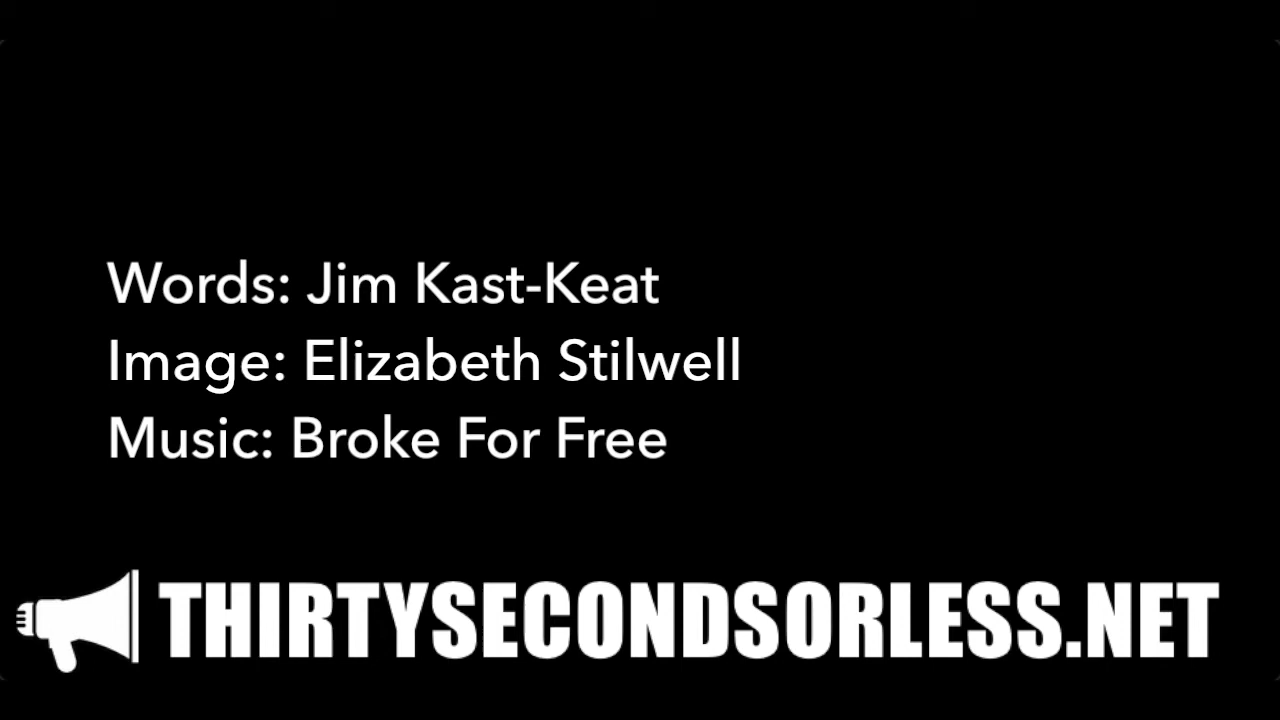 Words: Jim Kast-Keat
Image: Elizabeth Stilwell
Music: Broke For Free
THIRTYSECONDSORLESS.NET